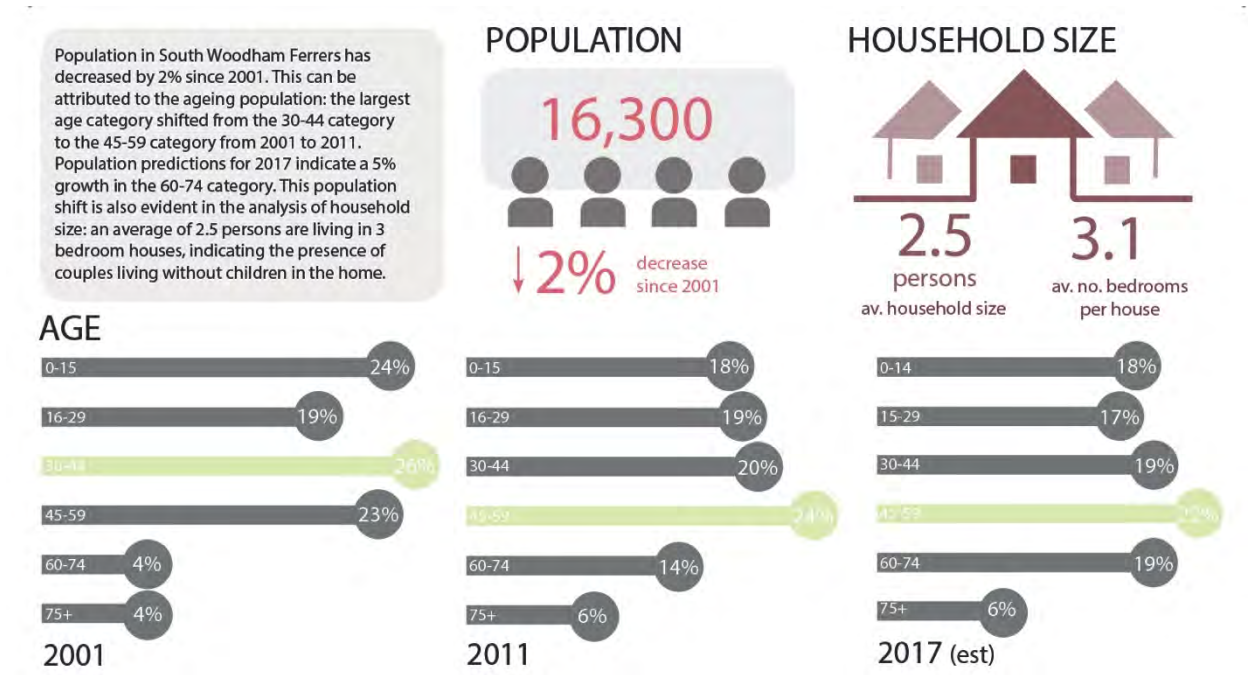 Population in South Woodham Ferrers has
decreased by 2% since 2001. This can be
attributed to the ageing population: the largest
age category shifted from the 30-44 category
to the 45-59 category from 2001 to 2011.
Population predictions for 2017 indicate a 5%
growth in the 60-74 category. This population
shift is also evident in the analysis of household
size: an average of 2.5 persons are living in 3
bedroom houses, indicating the presence of
couples living without children in the home.
POPULATION
16,300
2%
decrease
since 2001
HOUSEHOLD SIZE
2.5
persons
av. household size
3.1
av. no. bedrooms
per house
AGE
0-15
24%
16-29
19%
30-44
26%
45-59
23%
60-74
4%
75+
4%
2001
0-15
18%
16-29
19%
30-44
20%
45-59
24%
60-74
14%
75+
6%
2011
0-14
18%
15-29
17%
30-44
19%
45-59
22%
60-74
19%
75+
6%
2017 (est)